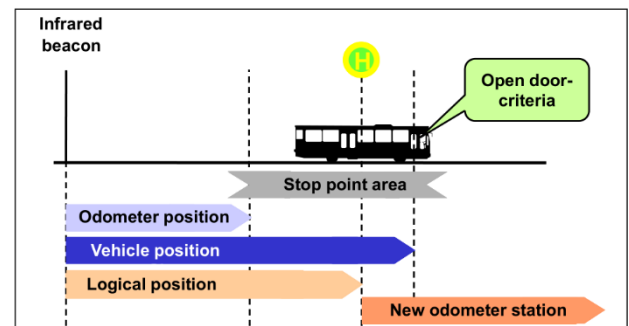 Infrared
beacon
H
Open door-
criteria
Stop point area
Odometer position
Vehicle position
Logical position
New odometer station